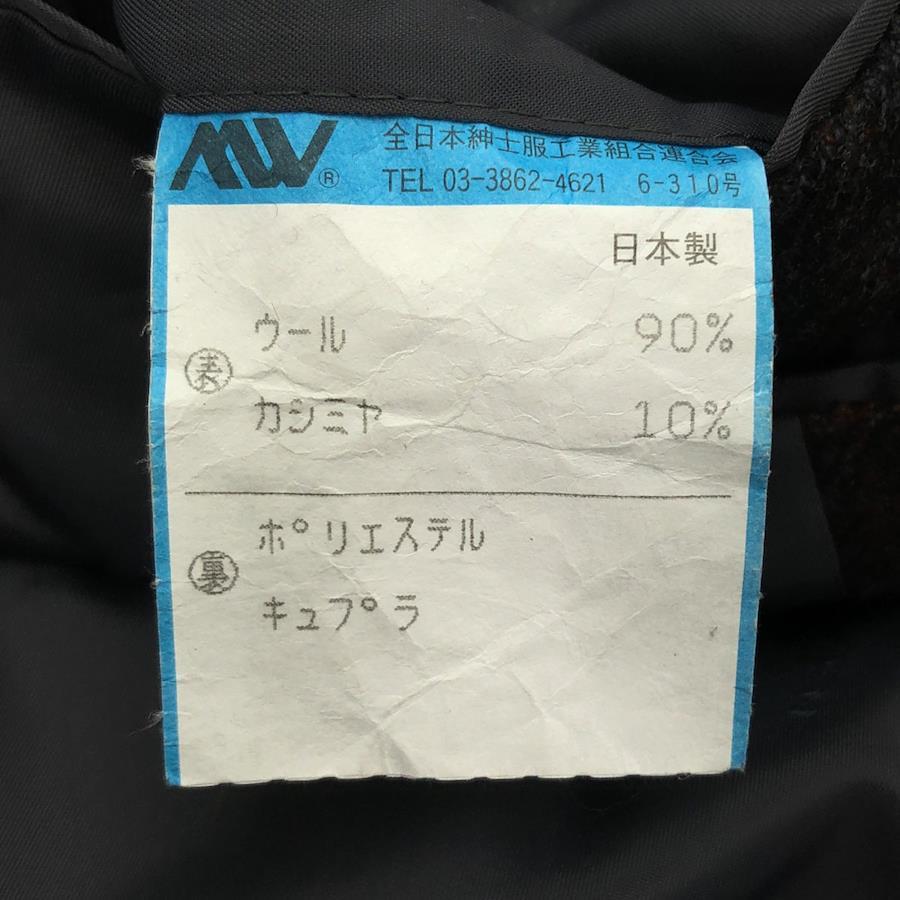 MW® 全日本紳士服工業組合連合会
TEL 03-3862-4621 6-310号
日本製
表 ウール 90%
カシミヤ 10%
裏 ポリエステル
キュプラ